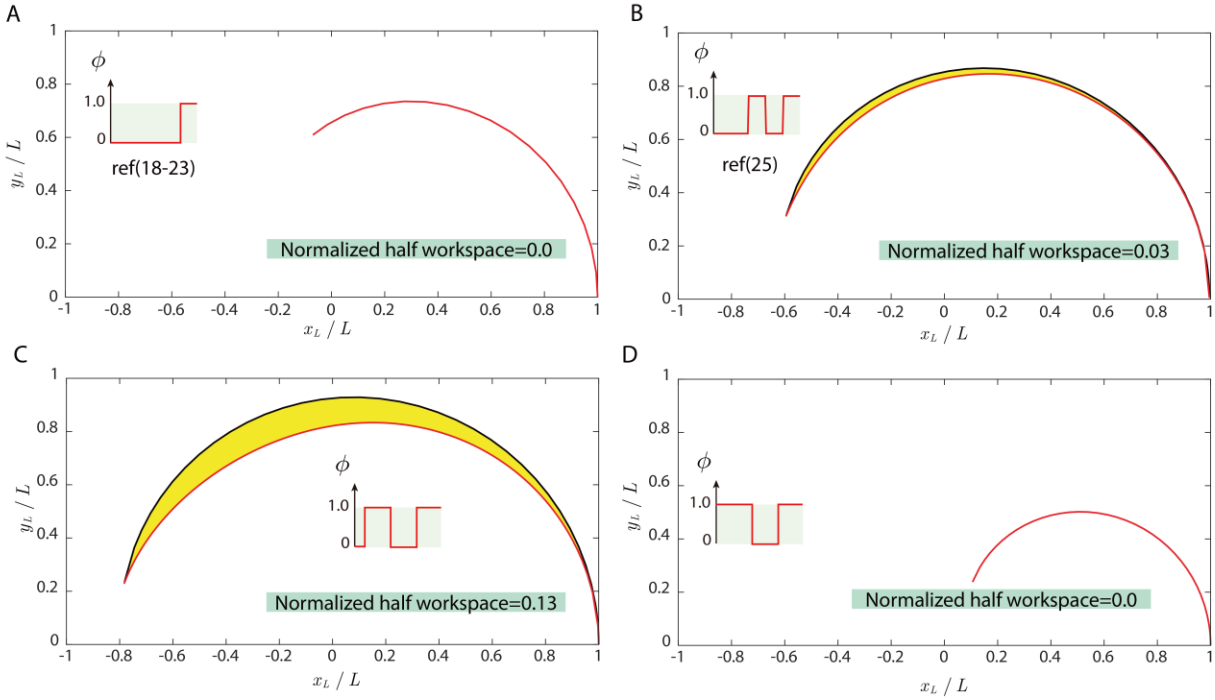 A
1
0.8
0.6
0.4
0.2
0
y_L / L
ϕ
1.0
0
ref(18-23)
Normalized half workspace=0.0
-1 -0.8 -0.6 -0.4 -0.2 0 0.2 0.4 0.6 0.8 1
x_L / L
B
1
0.8
0.6
0.4
0.2
0
y_L / L
ϕ
1.0
0
ref(25)
Normalized half workspace=0.03
-1 -0.8 -0.6 -0.4 -0.2 0 0.2 0.4 0.6 0.8 1
x_L / L
C
1
0.8
0.6
0.4
0.2
0
y_L / L
ϕ
1.0
0
Normalized half workspace=0.13
-1 -0.8 -0.6 -0.4 -0.2 0 0.2 0.4 0.6 0.8 1
x_L / L
D
1
0.8
0.6
0.4
0.2
0
y_L / L
ϕ
1.0
0
Normalized half workspace=0.0
-1 -0.8 -0.6 -0.4 -0.2 0 0.2 0.4 0.6 0.8 1
x_L / L